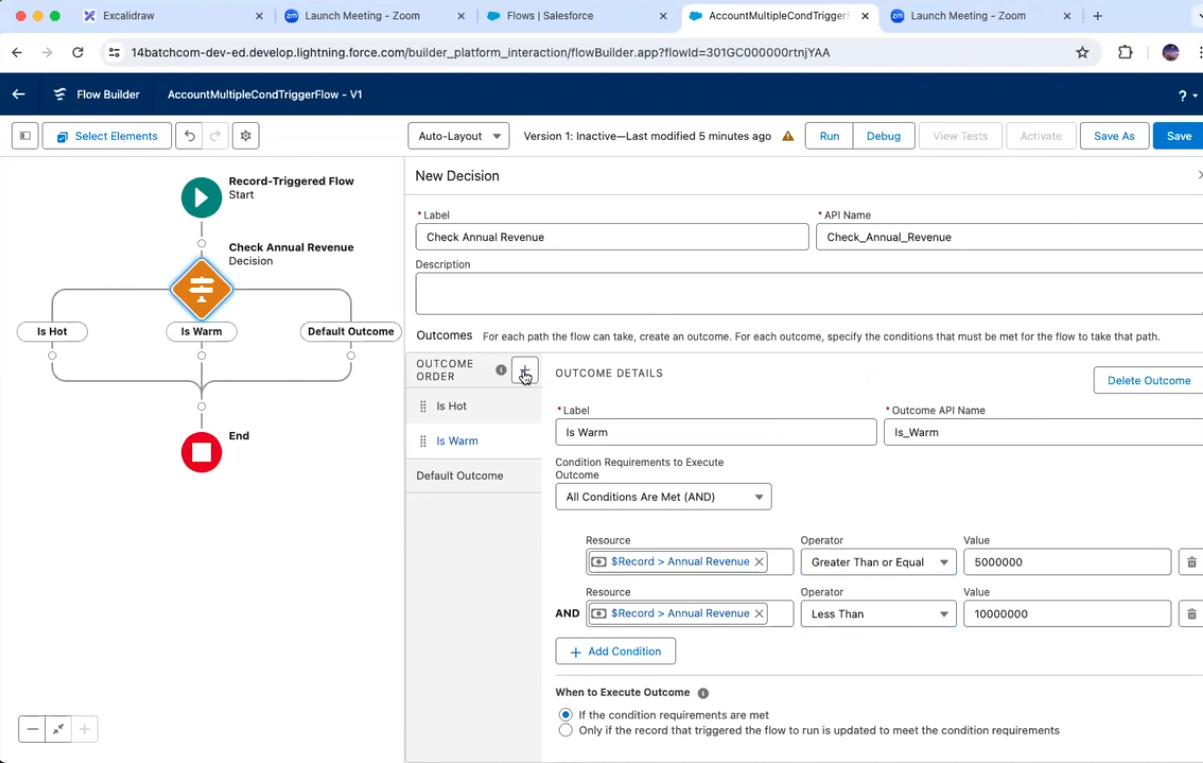 Excalidraw
zm Launch Meeting - Zoom
Flows | Salesforce
AccountMultipleCondTrigger
zm Launch Meeting - Zoom
14batchcom-dev-ed.develop.lightning.force.com/builder_platform_interaction/flowBuilder.app?flowId=301GC000000rtnjYAA
Flow Builder
AccountMultipleCondTriggerFlow - V1
?
Select Elements
Auto-Layout
Version 1: Inactive—Last modified 5 minutes ago
Run
Debug
View Tests
Activate
Save As
Save
Record-Triggered Flow
Start
Check Annual Revenue
Decision
Is Hot
Is Warm
Default Outcome
End
New Decision
* Label
Check Annual Revenue
* API Name
Check_Annual_Revenue
Description
Outcomes For each path the flow can take, create an outcome. For each outcome, specify the conditions that must be met for the flow to take that path.
OUTCOME
ORDER
Is Hot
Is Warm
Default Outcome
OUTCOME DETAILS
Delete Outcome
* Label
Is Warm
* Outcome API Name
Is_Warm
Condition Requirements to Execute
Outcome
All Conditions Are Met (AND)
Resource Operator Value
$Record > Annual Revenue Greater Than or Equal 5000000
Resource Operator Value
AND $Record > Annual Revenue Less Than 10000000
+ Add Condition
When to Execute Outcome
If the condition requirements are met
Only if the record that triggered the flow to run is updated to meet the condition requirements